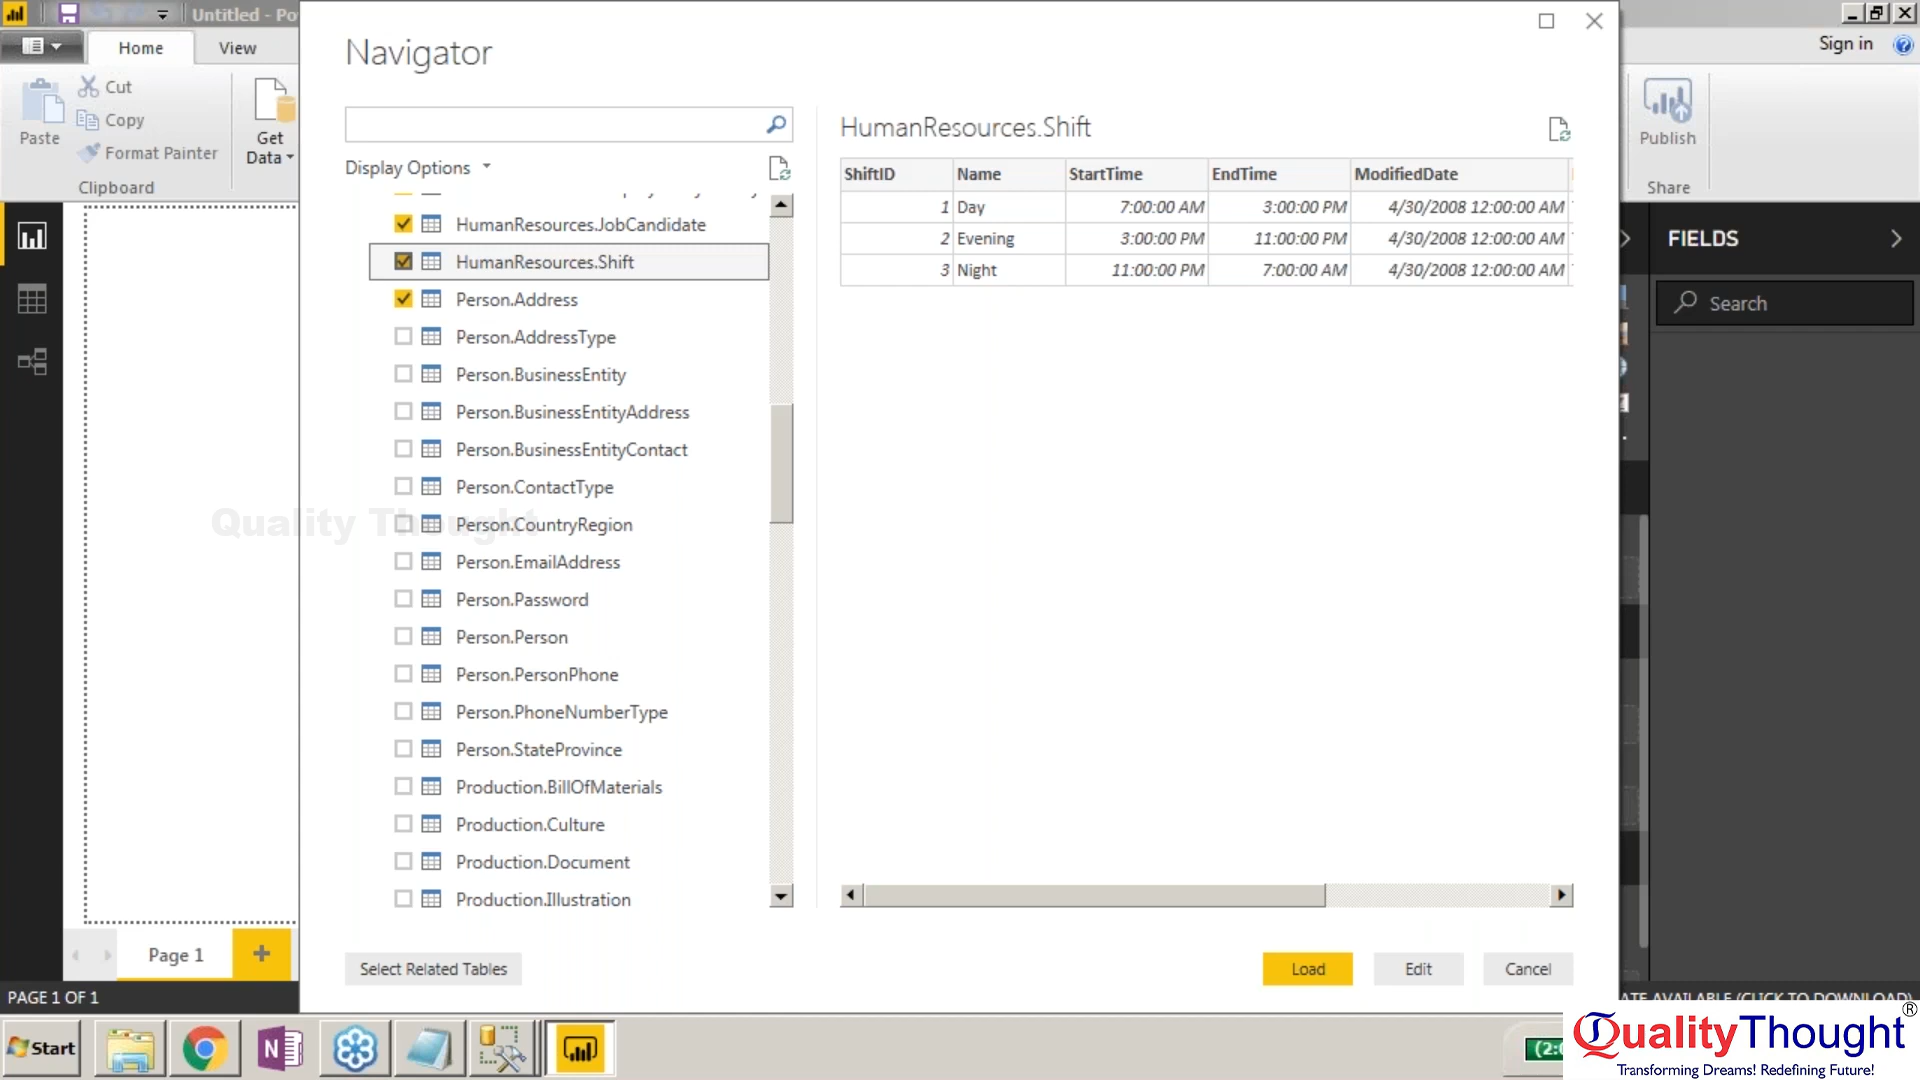 Untitled - Po
Home
View
Sign in
Paste
Cut
Copy
Format Painter
Clipboard
Get
Data
Navigator
Display Options
HumanResources.JobCandidate
HumanResources.Shift
Person.Address
Person.AddressType
Person.BusinessEntity
Person.BusinessEntityAddress
Person.BusinessEntityContact
Person.ContactType
Person.CountryRegion
Person.EmailAddress
Person.Password
Person.Person
Person.PersonPhone
Person.PhoneNumberType
Person.StateProvince
Production.BillOfMaterials
Production.Culture
Production.Document
Production.Illustration
Select Related Tables
HumanResources.Shift
ShiftID Name StartTime EndTime ModifiedDate
1 Day 7:00:00 AM 3:00:00 PM 4/30/2008 12:00:00 AM
2 Evening 3:00:00 PM 11:00:00 PM 4/30/2008 12:00:00 AM
3 Night 11:00:00 PM 7:00:00 AM 4/30/2008 12:00:00 AM
Load
Edit
Cancel
Publish
Share
FIELDS
Search
Quality Thought
Page 1
PAGE 1 OF 1
ATE AVAILABLE (CLICK TO DOWNLOAD)
Start
N
(2:
QualityThought®
Transforming Dreams! Redefining Future!